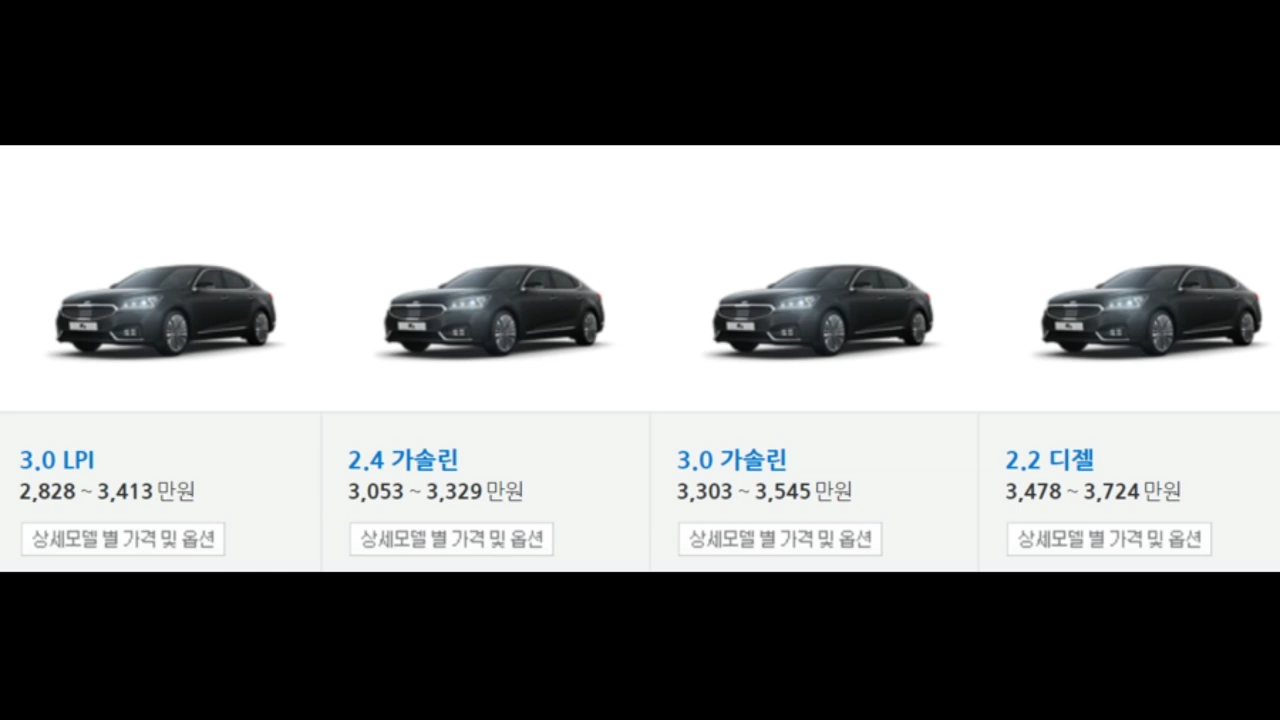 3.0 LPI
2,828 ~ 3,413 만원
상세모델 별 가격 및 옵션
2.4 가솔린
3,053 ~ 3,329 만원
상세모델 별 가격 및 옵션
3.0 가솔린
3,303 ~ 3,545 만원
상세모델 별 가격 및 옵션
2.2 디젤
3,478 ~ 3,724 만원
상세모델 별 가격 및 옵션